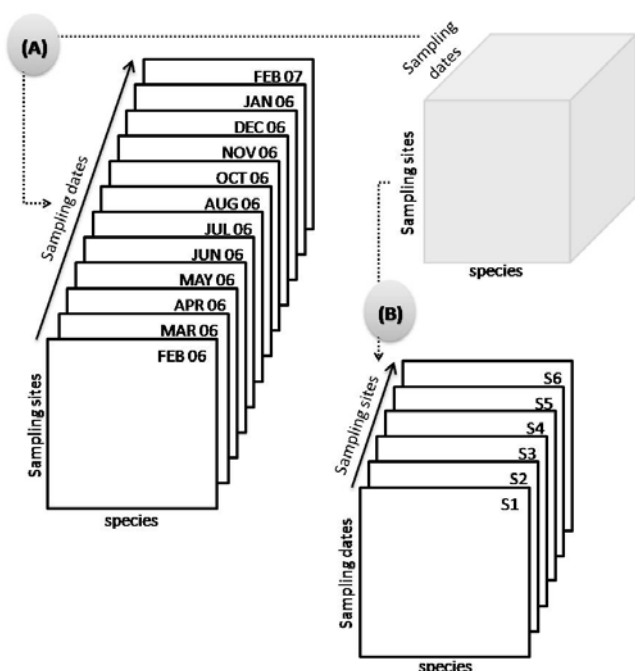 (A)
Sampling dates
FEB 07
JAN 06
DEC 06
NOV 06
OCT 06
AUG 06
JUL 06
JUN 06
MAY 06
APR 06
MAR 06
FEB 06
Sampling sites
species
Sampling
dates
Sampling sites
species
(B)
Sampling sites
S6
S5
S4
S3
S2
S1
Sampling dates
species